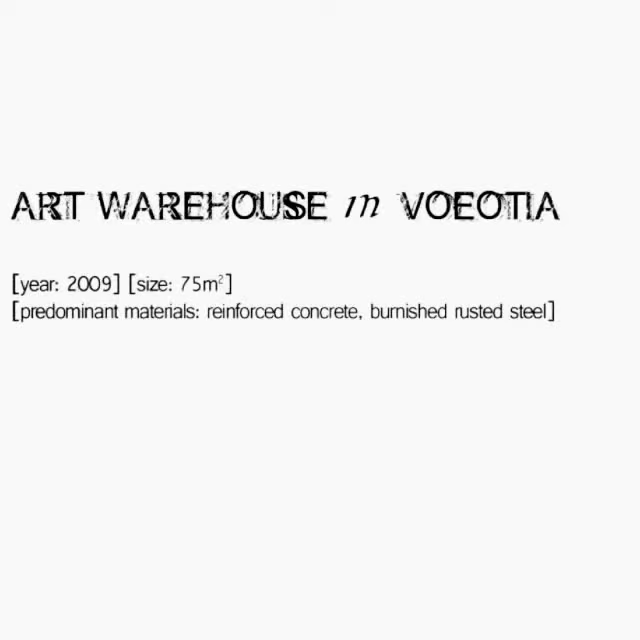 ART WAREHOUSE in VOEOTIA
[year: 2009] [size: 75m²]
[predominant materials: reinforced concrete, burnished rusted steel]